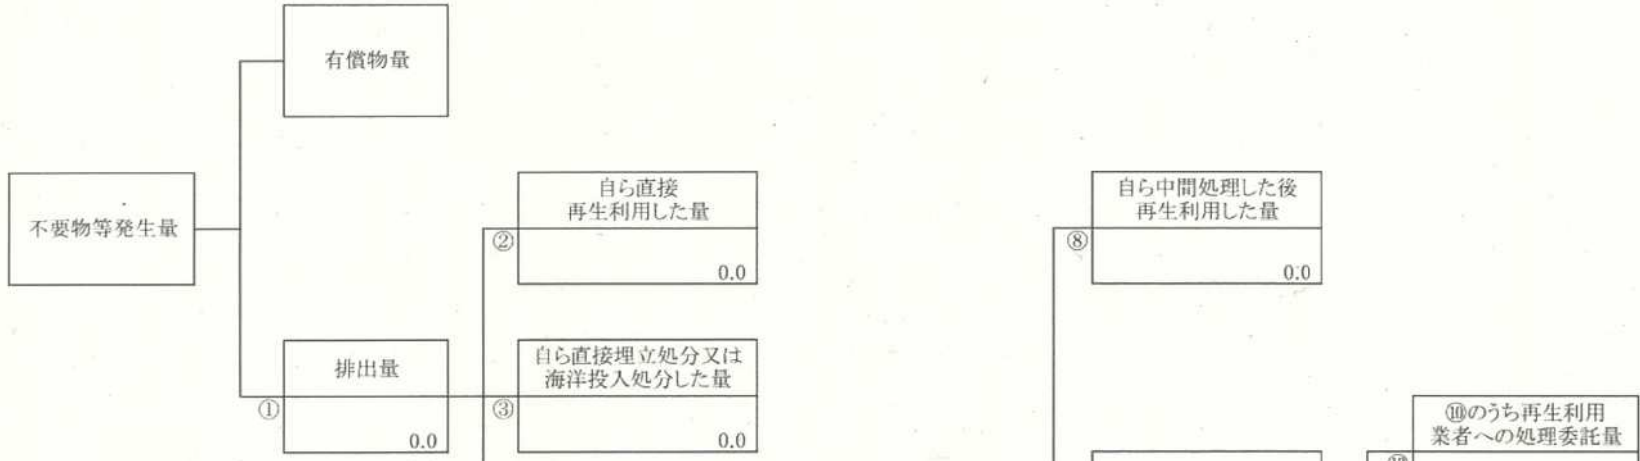 有償物量
不要物等発生量
排出量
①
0.0
自ら直接
再生利用した量
②
0.0
自ら直接埋立処分又は
海洋投入処分した量
③
0.0
自ら中間処理した後
再生利用した量
⑧
0.0
⑩のうち再生利用
業者への処理委託量